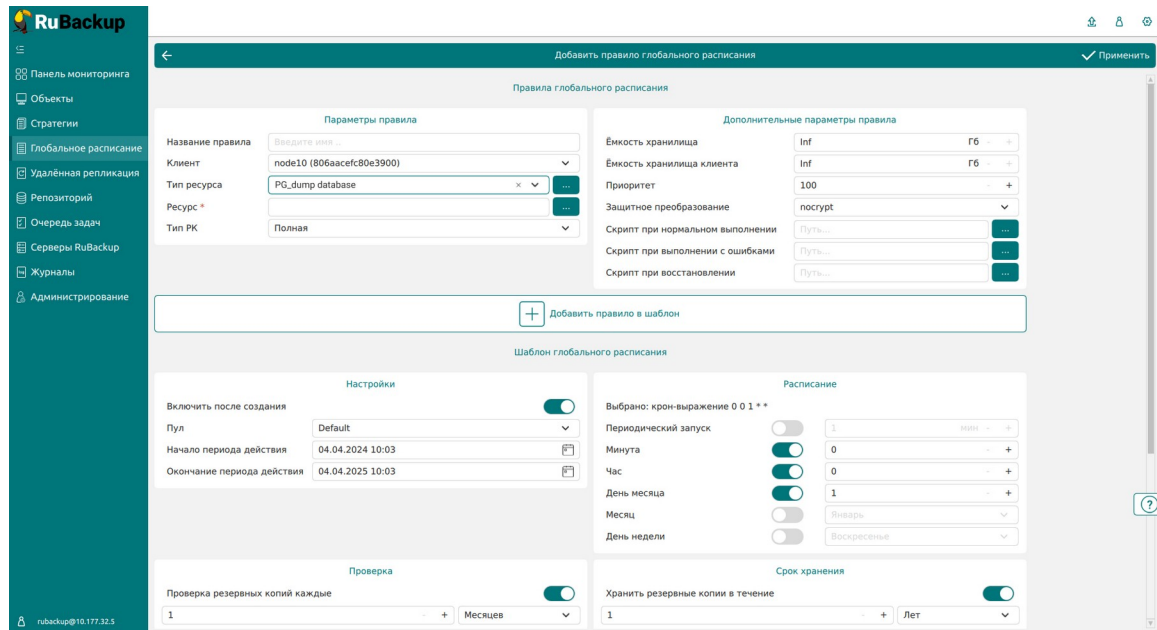 RuBackup
Панель мониторинга
Объекты
Стратегии
Глобальное расписание
Удалённая репликация
Репозиторий
Очередь задач
Серверы RuBackup
Журналы
Администрирование
rubackup@10.177.32.5
Добавить правило глобального расписания
Применить
Правила глобального расписания
Параметры правила
Название правила Введите имя ..
Клиент node10 (806aacefc80e3900)
Тип ресурса PG_dump database × ...
Ресурс * ...
Тип РК Полная
Дополнительные параметры правила
Ёмкость хранилища Inf Гб - +
Ёмкость хранилища клиента Inf Гб - +
Приоритет 100 - +
Защитное преобразование nocrypt
Скрипт при нормальном выполнении Путь... ...
Скрипт при выполнении с ошибками Путь... ...
Скрипт при восстановлении Путь... ...
+ Добавить правило в шаблон
Шаблон глобального расписания
Настройки
Включить после создания
Пул Default
Начало периода действия 04.04.2024 10:03
Окончание периода действия 04.04.2025 10:03
Расписание
Выбрано: крон-выражение 0 0 1 * *
Периодический запуск 1 мин - +
Минута 0 - +
Час 0 - +
День месяца 1 - +
Месяц Январь
День недели Воскресенье
?
Проверка
Проверка резервных копий каждые
1 - + Месяцев
Срок хранения
Хранить резервные копии в течение
1 - + Лет